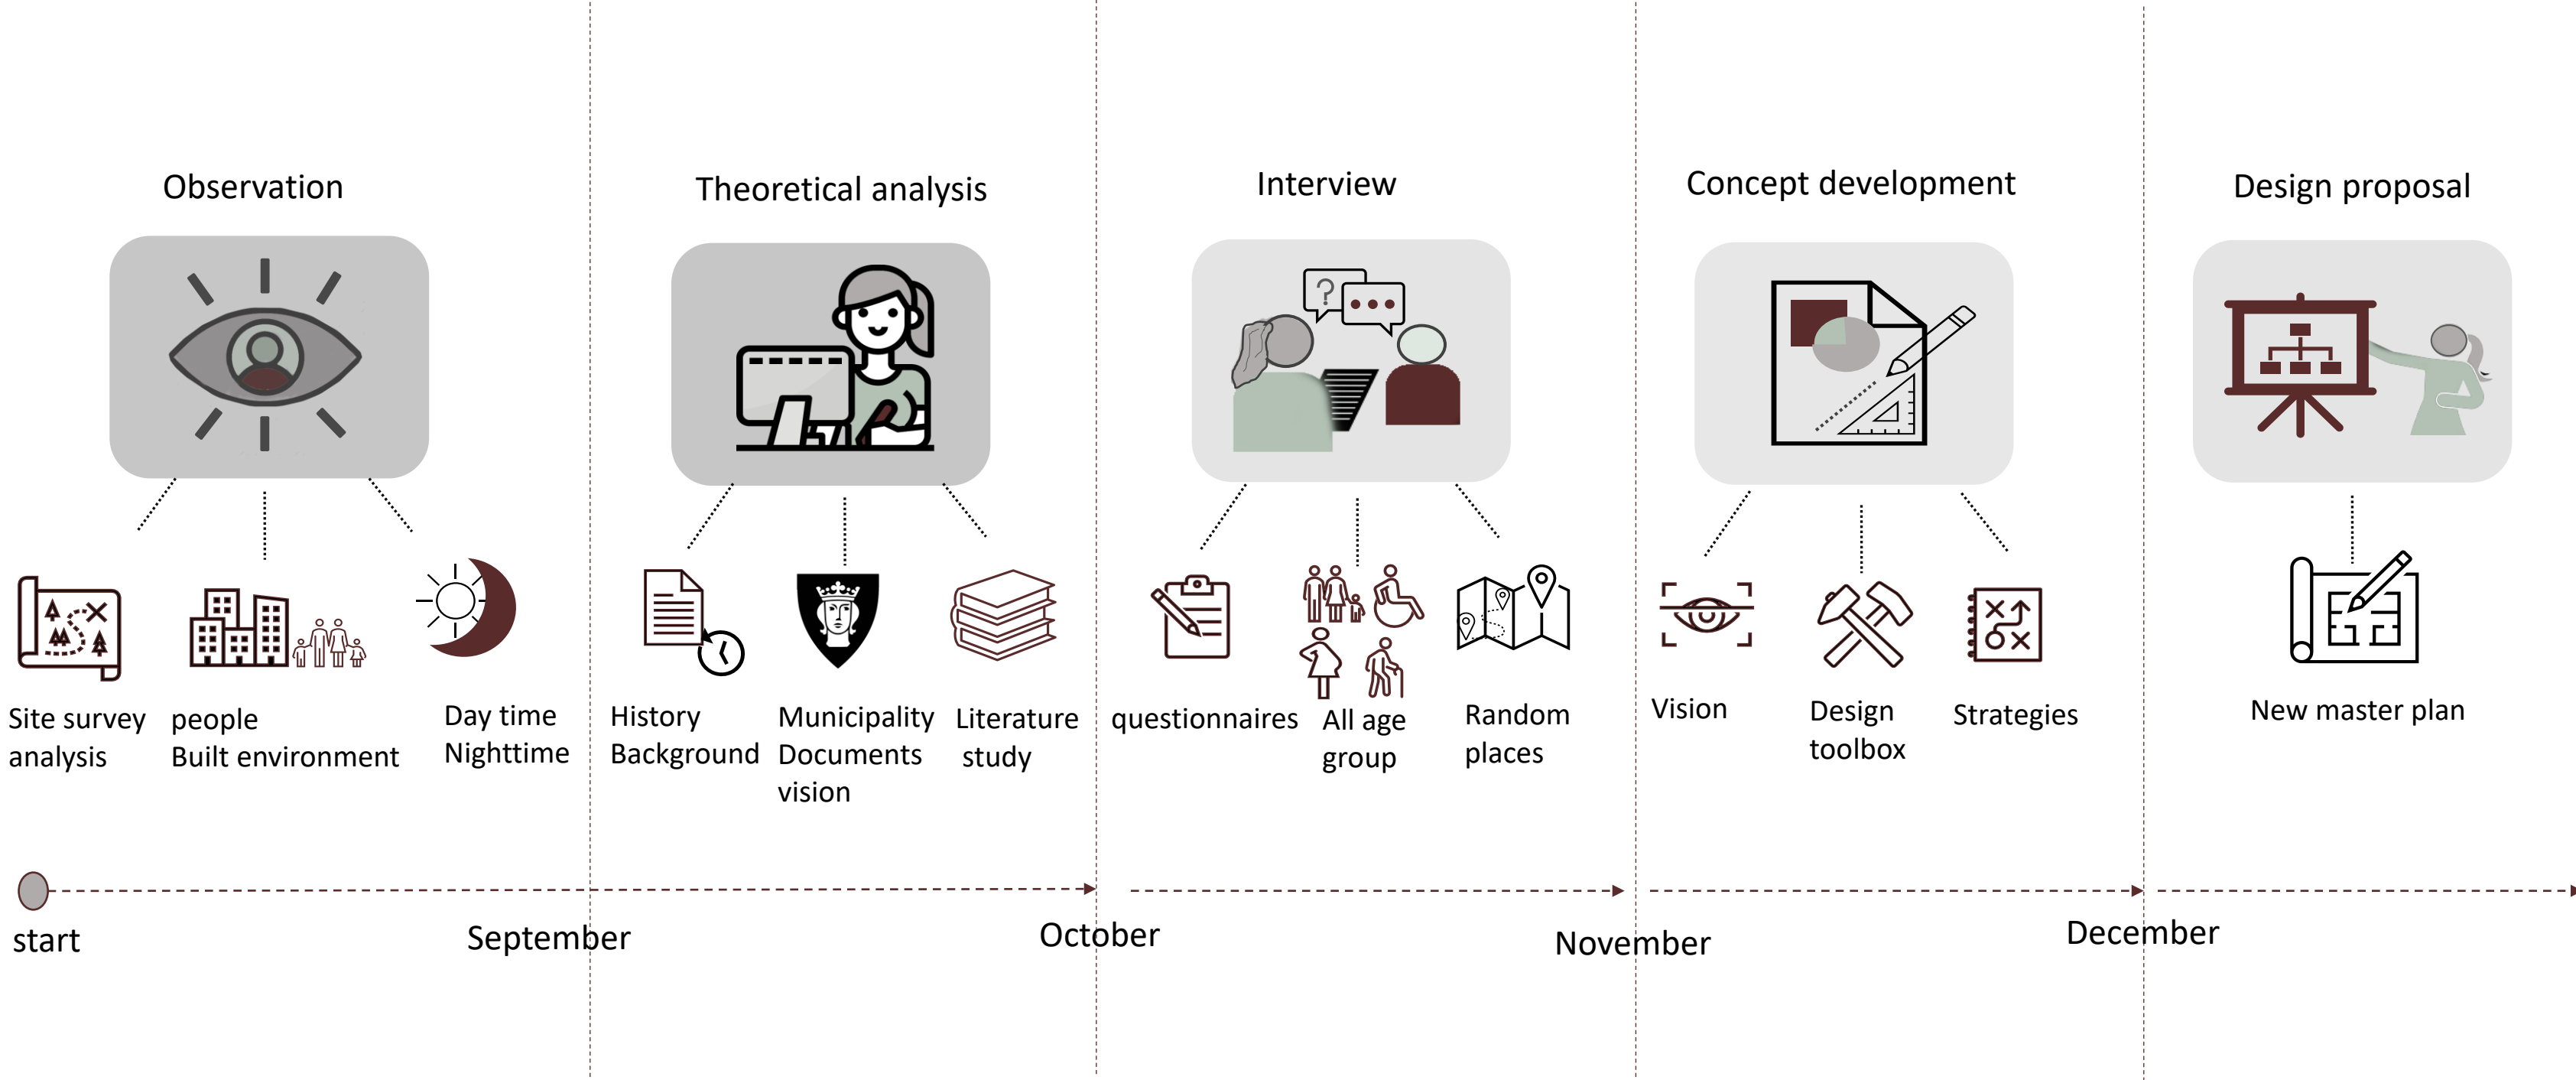 Observation
Theoretical analysis
Interview
Concept development
Design proposal
?
Site survey
analysis
people
Built environment
Day time
Nighttime
History
Background
Municipality
Documents
vision
Literature
study
questionnaires
All age
group
Random
places
Vision
Design
toolbox
Strategies
New master plan
start
September
October
November
December